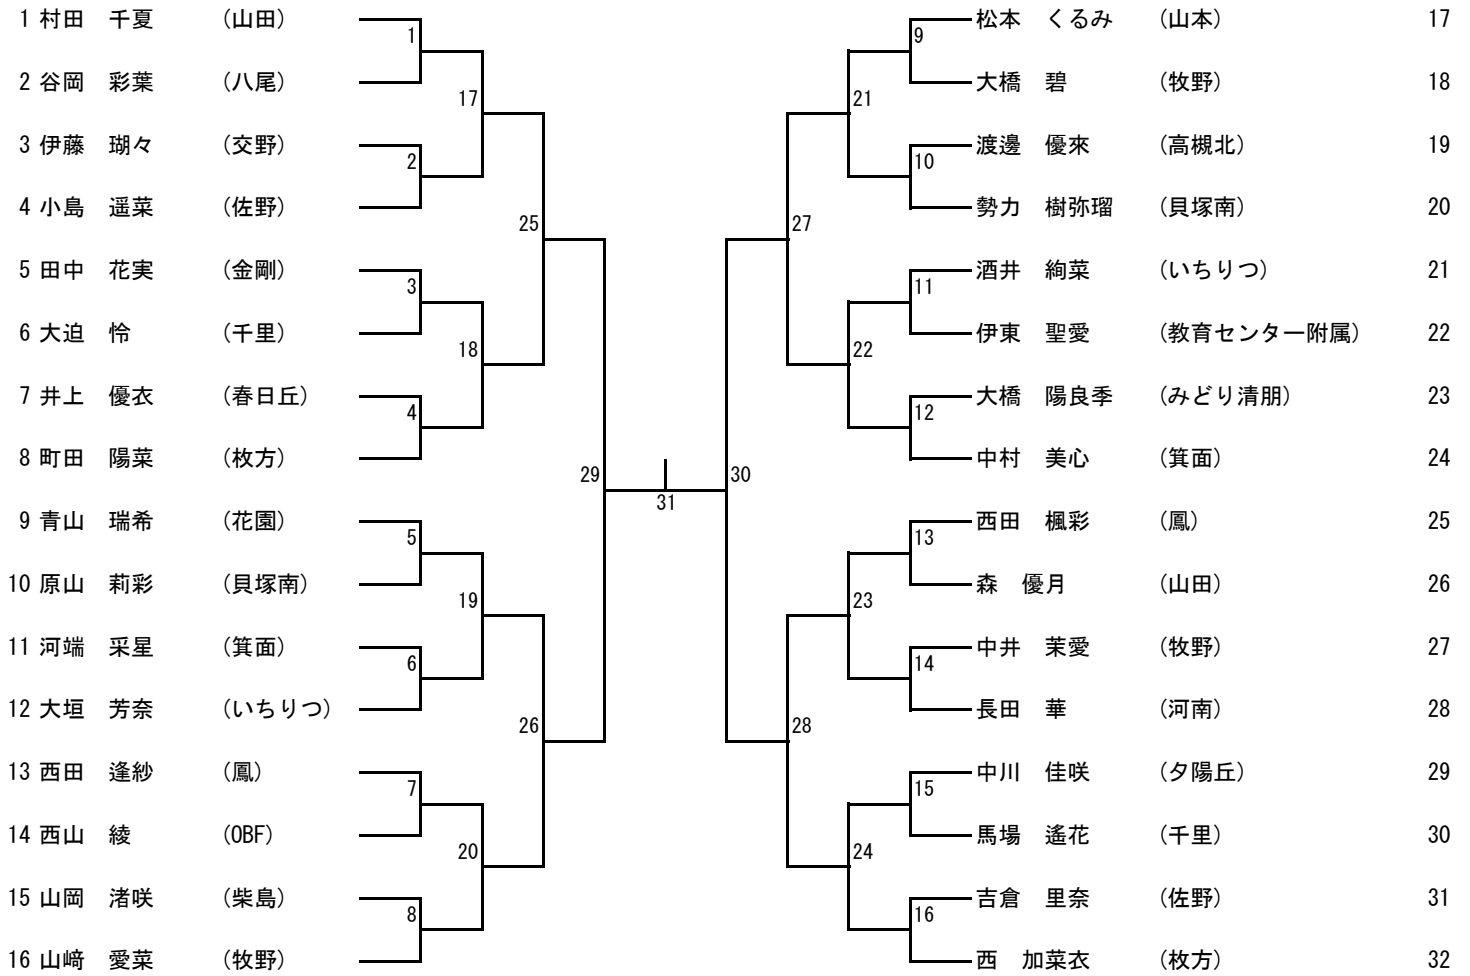 1 村田　千夏　（山田）
1
2 谷岡　彩葉　（八尾）
17
3 伊藤　瑚々　（交野）
2
4 小島　遥菜　（佐野）
25
5 田中　花実　（金剛）
3
6 大迫　怜　（千里）
18
7 井上　優衣　（春日丘）
4
8 町田　陽菜　（枚方）
29
9 青山　瑞希　（花園）
5
10 原山　莉彩　（貝塚南）
19
11 河端　采星　（箕面）
6
12 大垣　芳奈　（いちりつ）
26
13 西田　逢紗　（鳳）
7
14 西山　綾　（OBF）
20
15 山岡　渚咲　（柴島）
8
16 山﨑　愛菜　（牧野）
31
松本　くるみ　（山本）　17
9
大橋　碧　（牧野）　18
21
渡邊　優來　（高槻北）　19
10
勢力　樹弥瑠　（貝塚南）　20
27
酒井　絢菜　（いちりつ）　21
11
伊東　聖愛　（教育センター附属）　22
22
大橋　陽良季　（みどり清朋）　23
12
中村　美心　（箕面）　24
30
西田　楓彩　（鳳）　25
13
森　優月　（山田）　26
23
中井　茉愛　（牧野）　27
14
長田　華　（河南）　28
28
中川　佳咲　（夕陽丘）　29
15
馬場　遙花　（千里）　30
24
吉倉　里奈　（佐野）　31
16
西　加菜衣　（枚方）　32